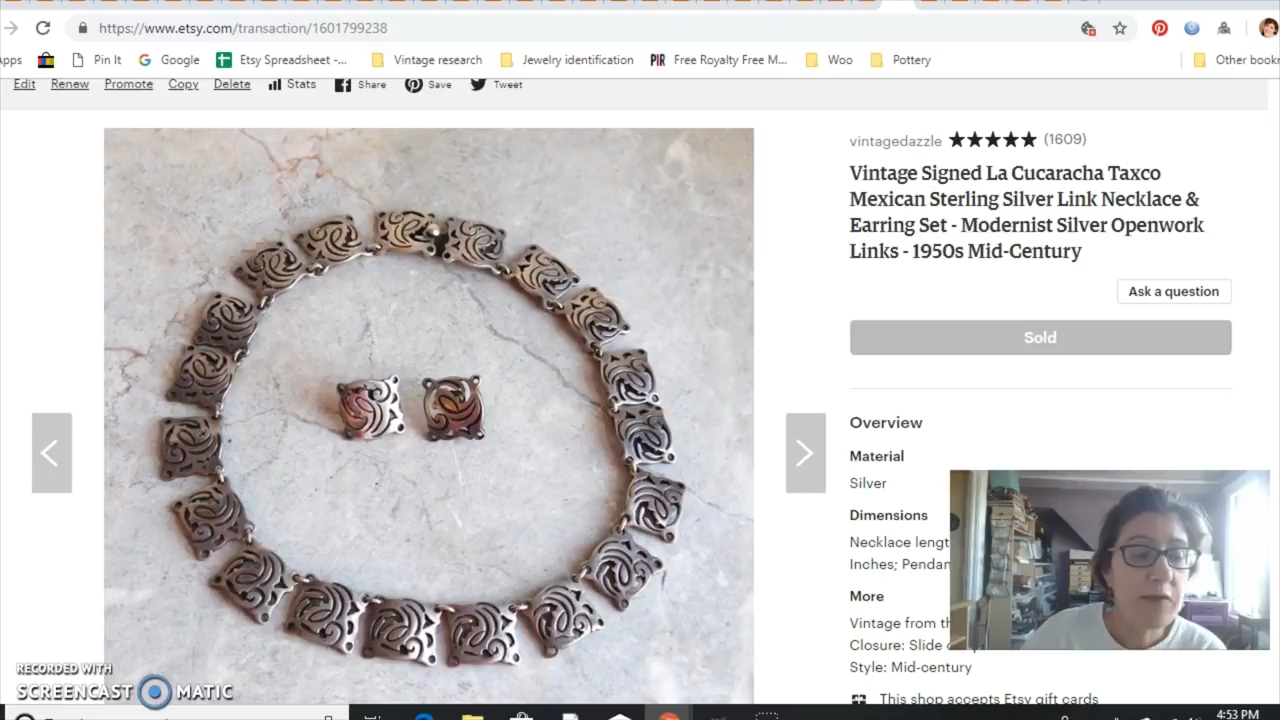 https://www.etsy.com/transaction/1601799238
pps Pin It Google Etsy Spreadsheet -... Vintage research Jewelry identification PIR Free Royalty Free M... Woo Pottery Other bookr
Edit Renew Promote Copy Delete Stats Share Save Tweet
vintagedazzle ★★★★★ (1609)
Vintage Signed La Cucaracha Taxco
Mexican Sterling Silver Link Necklace &
Earring Set - Modernist Silver Openwork
Links - 1950s Mid-Century
Ask a question
Sold
Overview
Material
Silver
Dimensions
Necklace lengt
Inches; Pendan
More
Vintage from th
Closure: Slide
Style: Mid-century
This shop accepts Etsy gift cards
RECORDED WITH
SCREENCAST MATIC
4:53 PM